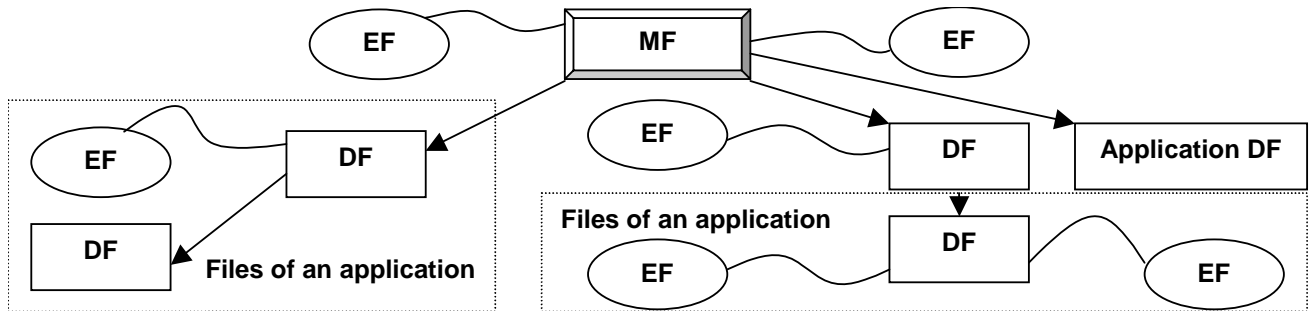 EF
MF
EF
EF
EF
DF
DF
Application DF
DF
Files of an application
Files of an application
DF
EF
EF